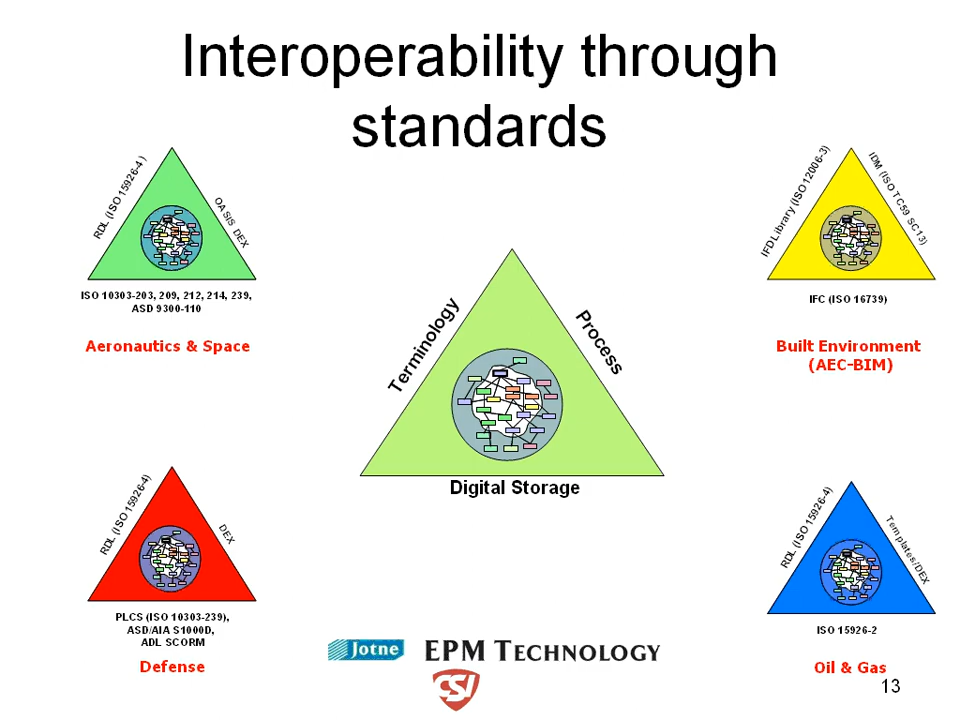 Interoperability through
standards
RDL (ISO 15926-4 )
OASIS DEX
ISO 10303-203, 209, 212, 214, 239,
ASD 9300-110
Aeronautics & Space
IFD Library (ISO 12006-3)
IDM (ISO TC59 SC13)
IFC (ISO 16739)
Built Environment
(AEC-BIM)
Terminology
Process
Digital Storage
RDL (ISO 15926-4)
DEX
PLCS (ISO 10303-239),
ASD/AIA S1000D,
ADL SCORM
Defense
RDL (ISO 15926-4)
Templates/DEX
ISO 15926-2
Oil & Gas
Jotne
EPM TECHNOLOGY
CSI
13